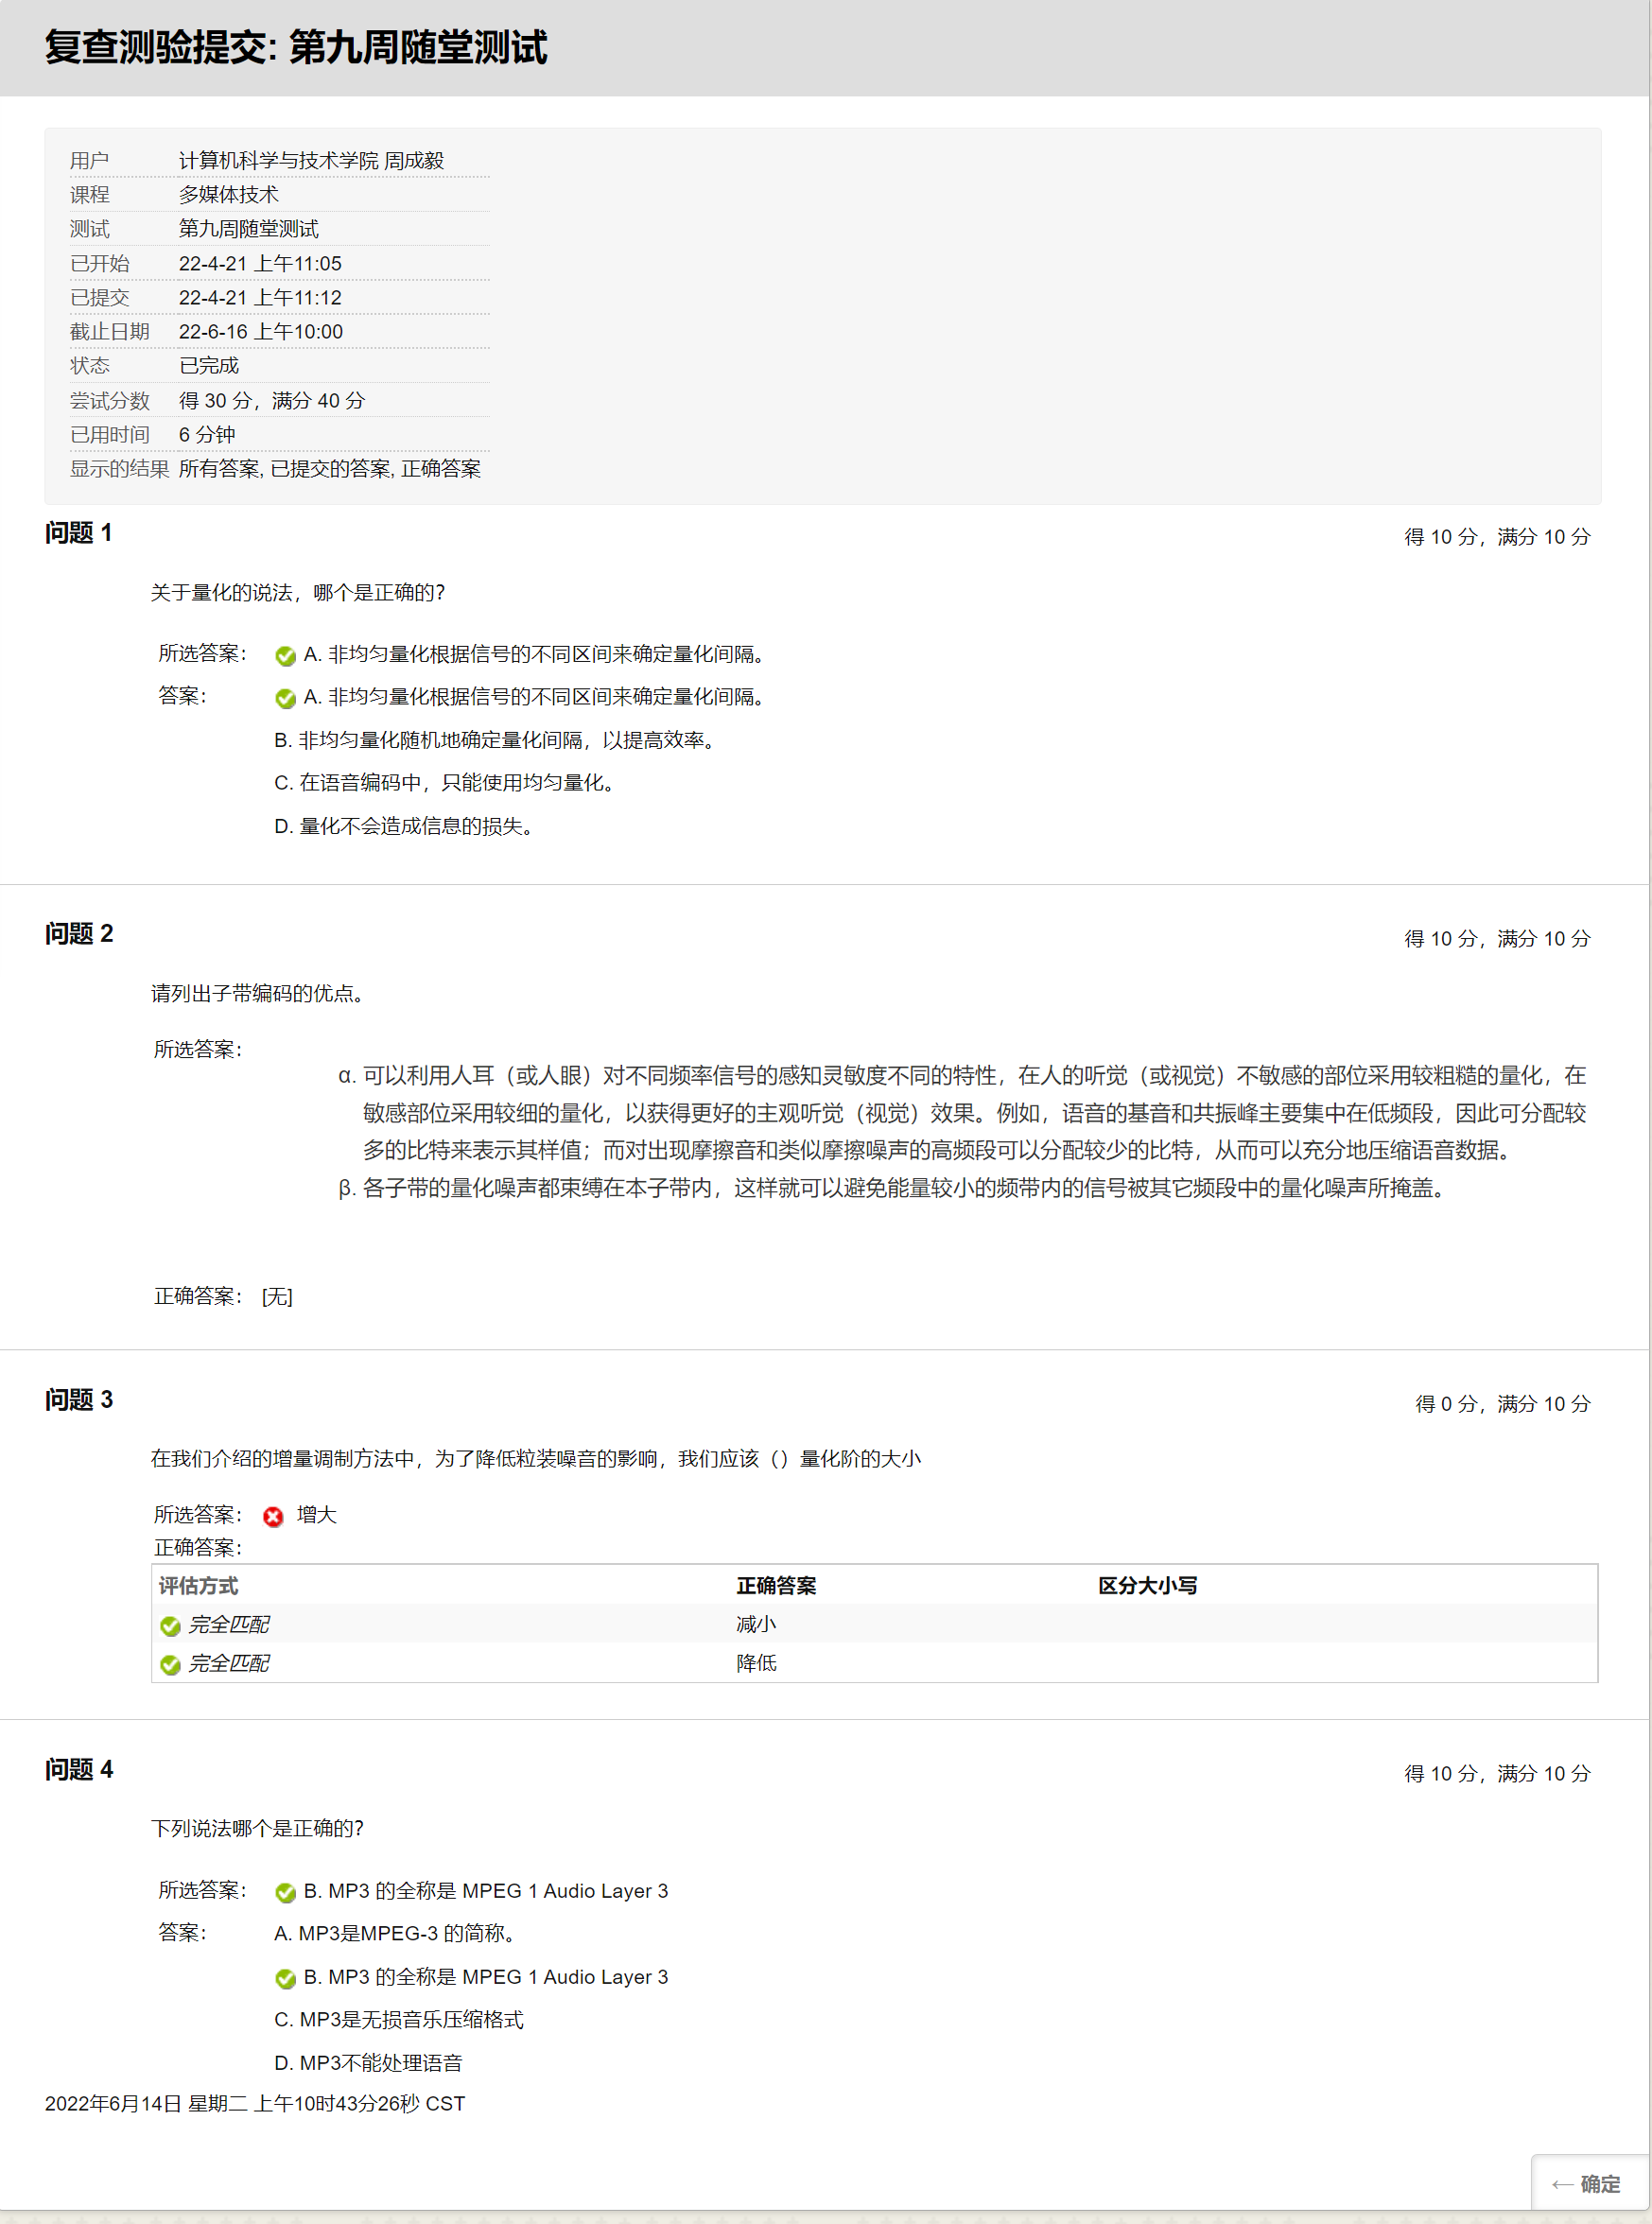 复查测验提交: 第九周随堂测试
用户 计算机科学与技术学院 周成毅
课程 多媒体技术
测试 第九周随堂测试
已开始 22-4-21 上午11:05
已提交 22-4-21 上午11:12
截止日期 22-6-16 上午10:00
状态 已完成
尝试分数 得 30 分，满分 40 分
已用时间 6 分钟
显示的结果 所有答案, 已提交的答案, 正确答案
问题 1 得 10 分，满分 10 分
关于量化的说法，哪个是正确的?
所选答案： A. 非均匀量化根据信号的不同区间来确定量化间隔。
答案： A. 非均匀量化根据信号的不同区间来确定量化间隔。
B. 非均匀量化随机地确定量化间隔，以提高效率。
C. 在语音编码中，只能使用均匀量化。
D. 量化不会造成信息的损失。
问题 2 得 10 分，满分 10 分
请列出子带编码的优点。
所选答案：
α. 可以利用人耳（或人眼）对不同频率信号的感知灵敏度不同的特性，在人的听觉（或视觉）不敏感的部位采用较粗糙的量化，在
敏感部位采用较细的量化，以获得更好的主观听觉（视觉）效果。例如，语音的基音和共振峰主要集中在低频段，因此可分配较
多的比特来表示其样值；而对出现摩擦音和类似摩擦噪声的高频段可以分配较少的比特，从而可以充分地压缩语音数据。
β. 各子带的量化噪声都束缚在本子带内，这样就可以避免能量较小的频带内的信号被其它频段中的量化噪声所掩盖。
正确答案： [无]
问题 3 得 0 分，满分 10 分
在我们介绍的增量调制方法中，为了降低粒装噪音的影响，我们应该（）量化阶的大小
所选答案： 增大
正确答案：
评估方式 正确答案 区分大小写
完全匹配 减小
完全匹配 降低
问题 4 得 10 分，满分 10 分
下列说法哪个是正确的?
所选答案： B. MP3 的全称是 MPEG 1 Audio Layer 3
答案： A. MP3是MPEG-3 的简称。
B. MP3 的全称是 MPEG 1 Audio Layer 3
C. MP3是无损音乐压缩格式
D. MP3不能处理语音
2022年6月14日 星期二 上午10时43分26秒 CST
← 确定